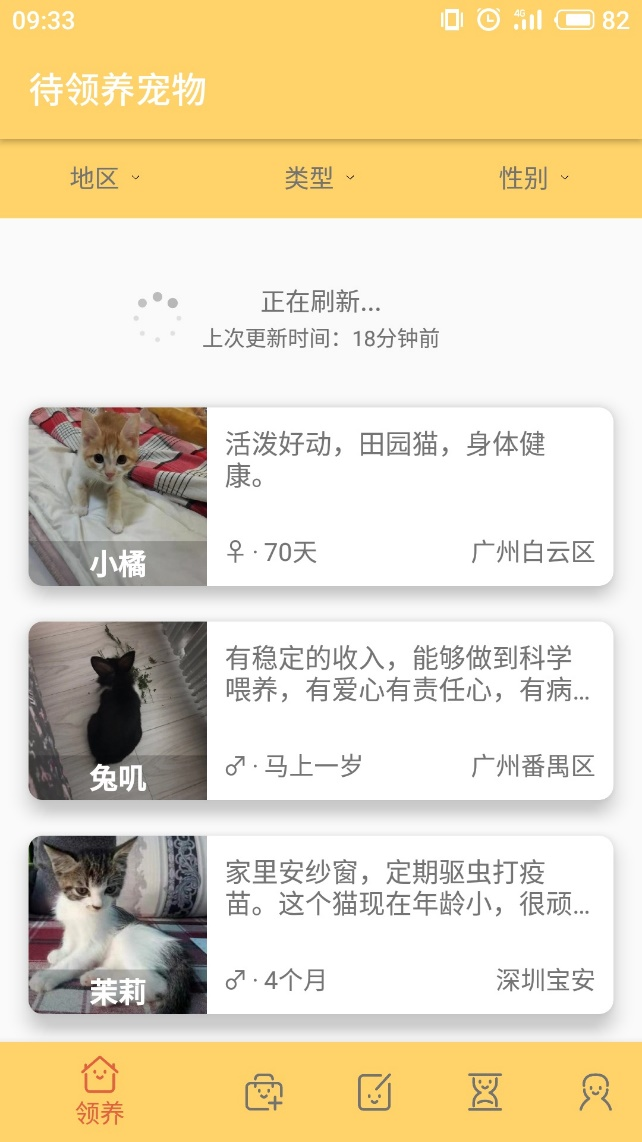 09:33
4G
82
待领养宠物
地区
类型
性别
正在刷新...
上次更新时间：18分钟前
活泼好动，田园猫，身体健
康。
小橘
♀ · 70天
广州白云区
有稳定的收入，能够做到科学
喂养，有爱心有责任心，有病...
兔叽
♂ · 马上一岁
广州番禺区
家里安纱窗，定期驱虫打疫
苗。这个猫现在年龄小，很顽...
茉莉
♂ · 4个月
深圳宝安
领养